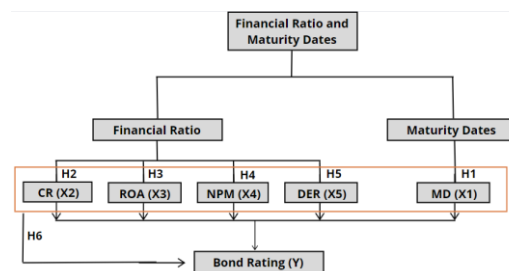 Financial Ratio and
Maturity Dates
Financial Ratio
Maturity Dates
H2
H3
H4
H5
H1
CR (X2)
ROA (X3)
NPM (X4)
DER (X5)
MD (X1)
H6
Bond Rating (Y)